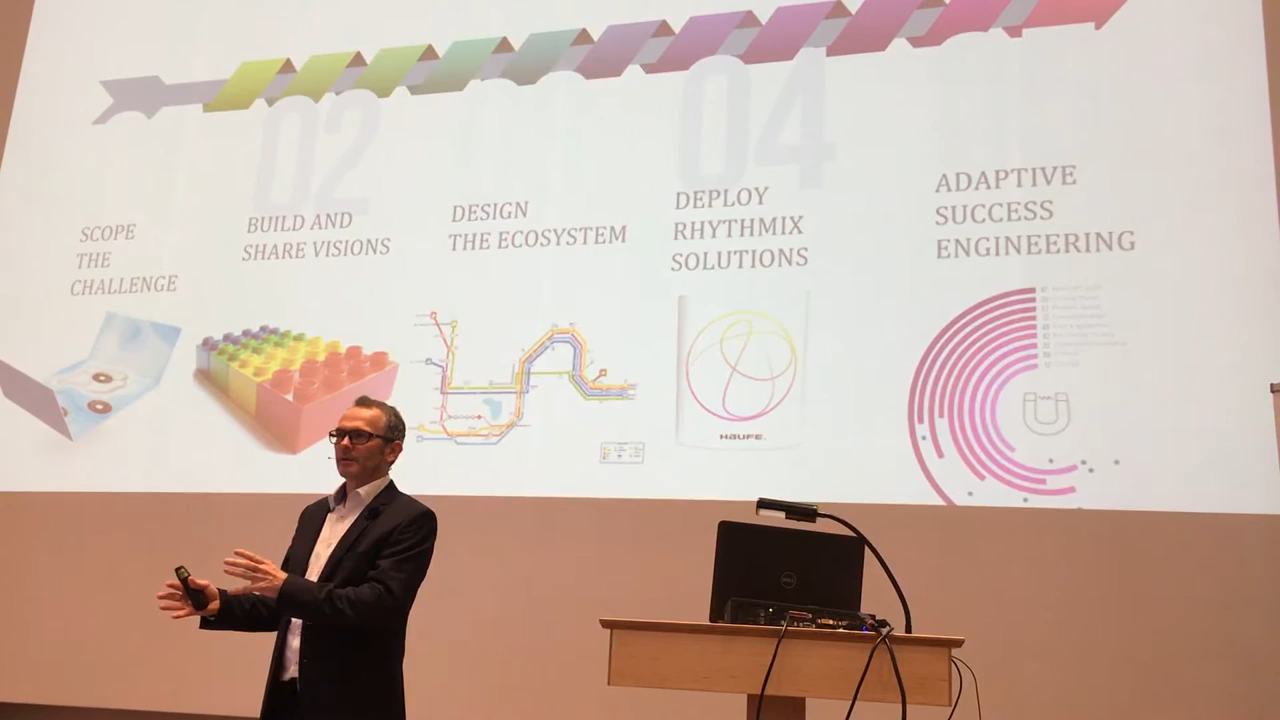 02
04
SCOPE
THE
CHALLENGE
BUILD AND
SHARE VISIONS
DESIGN
THE ECOSYSTEM
DEPLOY
RHYTHMIX
SOLUTIONS
ADAPTIVE
SUCCESS
ENGINEERING
HAUFE.
DELL